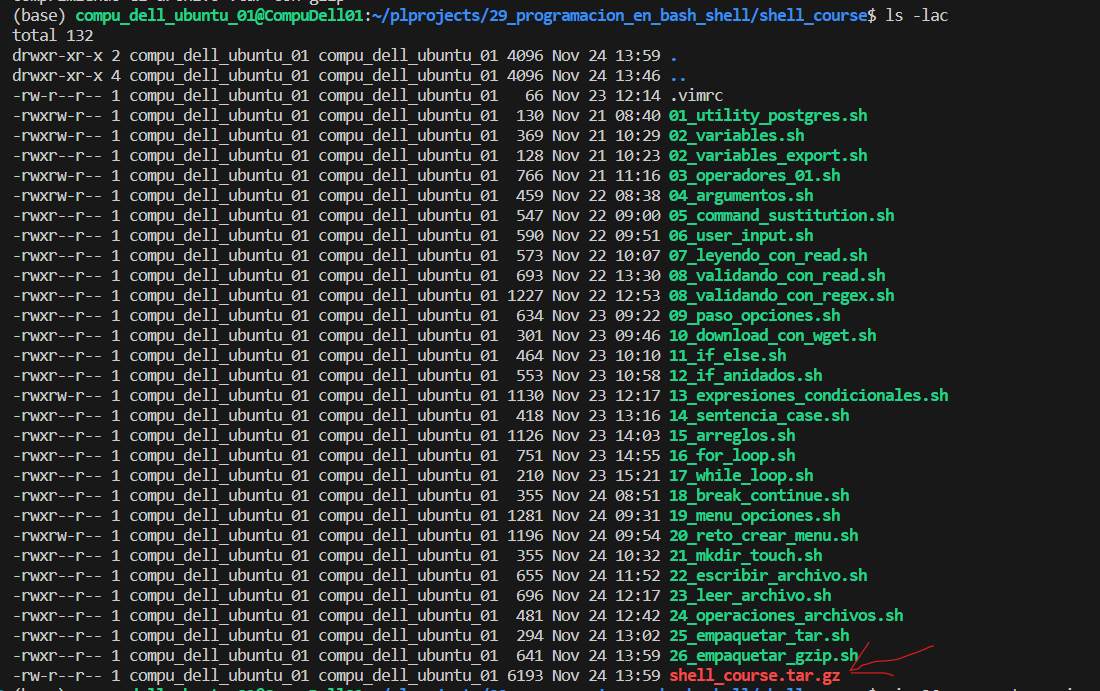 (base) compu_dell_ubuntu_01@CompuDell01:~/plprojects/29_programacion_en_bash_shell/shell_course$ ls -lac
total 132
drwxr-xr-x 2 compu_dell_ubuntu_01 compu_dell_ubuntu_01 4096 Nov 24 13:59 .
drwxr-xr-x 4 compu_dell_ubuntu_01 compu_dell_ubuntu_01 4096 Nov 24 13:46 ..
-rw-r--r-- 1 compu_dell_ubuntu_01 compu_dell_ubuntu_01   66 Nov 23 12:14 .vimrc
-rwxrw-r-- 1 compu_dell_ubuntu_01 compu_dell_ubuntu_01  130 Nov 21 08:40 01_utility_postgres.sh
-rwxrw-r-- 1 compu_dell_ubuntu_01 compu_dell_ubuntu_01  369 Nov 21 10:29 02_variables.sh
-rwxr--r-- 1 compu_dell_ubuntu_01 compu_dell_ubuntu_01  128 Nov 21 10:23 02_variables_export.sh
-rwxrw-r-- 1 compu_dell_ubuntu_01 compu_dell_ubuntu_01  766 Nov 21 11:16 03_operadores_01.sh
-rwxrw-r-- 1 compu_dell_ubuntu_01 compu_dell_ubuntu_01  459 Nov 22 08:38 04_argumentos.sh
-rwxr--r-- 1 compu_dell_ubuntu_01 compu_dell_ubuntu_01  547 Nov 22 09:00 05_command_sustitution.sh
-rwxr--r-- 1 compu_dell_ubuntu_01 compu_dell_ubuntu_01  590 Nov 22 09:51 06_user_input.sh
-rwxr--r-- 1 compu_dell_ubuntu_01 compu_dell_ubuntu_01  573 Nov 22 10:07 07_leyendo_con_read.sh
-rwxr--r-- 1 compu_dell_ubuntu_01 compu_dell_ubuntu_01  693 Nov 22 13:30 08_validando_con_read.sh
-rwxr--r-- 1 compu_dell_ubuntu_01 compu_dell_ubuntu_01 1227 Nov 22 12:53 08_validando_con_regex.sh
-rwxr--r-- 1 compu_dell_ubuntu_01 compu_dell_ubuntu_01  634 Nov 23 09:22 09_paso_opciones.sh
-rwxr--r-- 1 compu_dell_ubuntu_01 compu_dell_ubuntu_01  301 Nov 23 09:46 10_download_con_wget.sh
-rwxr--r-- 1 compu_dell_ubuntu_01 compu_dell_ubuntu_01  464 Nov 23 10:10 11_if_else.sh
-rwxr--r-- 1 compu_dell_ubuntu_01 compu_dell_ubuntu_01  553 Nov 23 10:58 12_if_anidados.sh
-rwxrw-r-- 1 compu_dell_ubuntu_01 compu_dell_ubuntu_01 1130 Nov 23 12:17 13_expresiones_condicionales.sh
-rwxr--r-- 1 compu_dell_ubuntu_01 compu_dell_ubuntu_01  418 Nov 23 13:16 14_sentencia_case.sh
-rwxr--r-- 1 compu_dell_ubuntu_01 compu_dell_ubuntu_01 1126 Nov 23 14:03 15_arreglos.sh
-rwxr--r-- 1 compu_dell_ubuntu_01 compu_dell_ubuntu_01  751 Nov 23 14:55 16_for_loop.sh
-rwxr--r-- 1 compu_dell_ubuntu_01 compu_dell_ubuntu_01  210 Nov 23 15:21 17_while_loop.sh
-rwxr--r-- 1 compu_dell_ubuntu_01 compu_dell_ubuntu_01  355 Nov 24 08:51 18_break_continue.sh
-rwxr--r-- 1 compu_dell_ubuntu_01 compu_dell_ubuntu_01 1281 Nov 24 09:31 19_menu_opciones.sh
-rwxrw-r-- 1 compu_dell_ubuntu_01 compu_dell_ubuntu_01 1196 Nov 24 09:54 20_reto_crear_menu.sh
-rwxr--r-- 1 compu_dell_ubuntu_01 compu_dell_ubuntu_01  355 Nov 24 10:32 21_mkdir_touch.sh
-rwxr--r-- 1 compu_dell_ubuntu_01 compu_dell_ubuntu_01  655 Nov 24 11:52 22_escribir_archivo.sh
-rwxr--r-- 1 compu_dell_ubuntu_01 compu_dell_ubuntu_01  696 Nov 24 12:17 23_leer_archivo.sh
-rwxr--r-- 1 compu_dell_ubuntu_01 compu_dell_ubuntu_01  481 Nov 24 12:42 24_operaciones_archivos.sh
-rwxr--r-- 1 compu_dell_ubuntu_01 compu_dell_ubuntu_01  294 Nov 24 13:02 25_empaquetar_tar.sh
-rwxr--r-- 1 compu_dell_ubuntu_01 compu_dell_ubuntu_01  641 Nov 24 13:59 26_empaquetar_gzip.sh
-rw-r--r-- 1 compu_dell_ubuntu_01 compu_dell_ubuntu_01 6193 Nov 24 13:59 shell_course.tar.gz